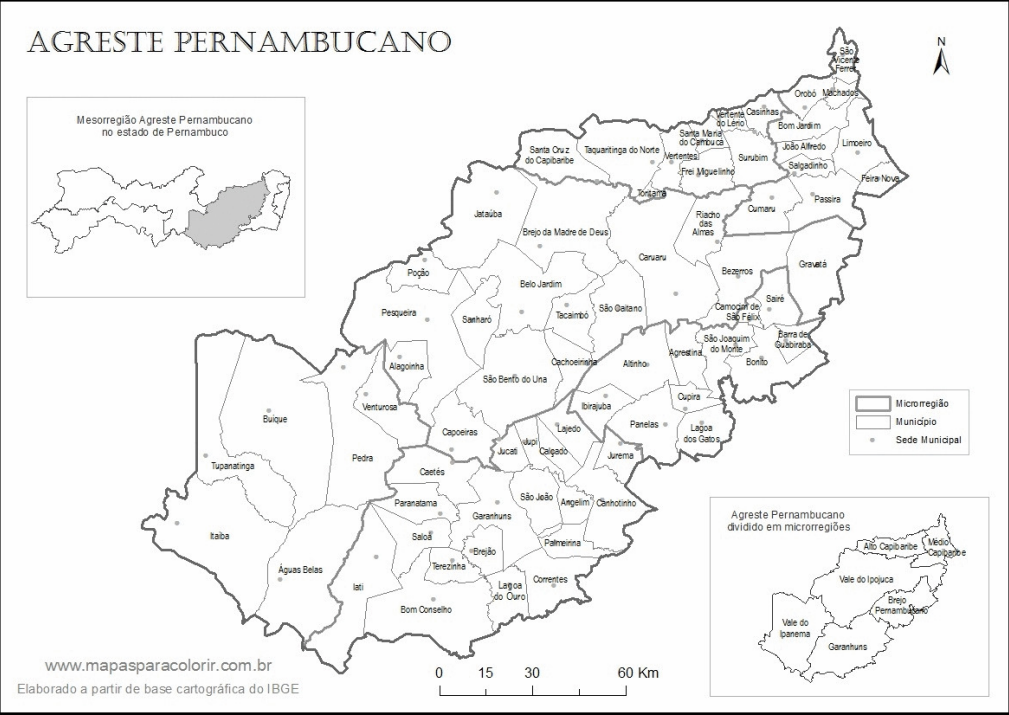 AGRESTE PERNAMBUCANO
Mesorregião Agreste Pernambucano
no estado de Pernambuco
N
São
Vicente
Ferrer
Orobó
Machados
Casinhas
Vertente
do Lério
Bom Jardim
Santa Maria
do Cambucá
Limoeiro
João Alfredo
Santa Cruz
do Capibaribe
Taquaritinga do Norte
Vertentes
Surubim
Salgadinho
Frei Miguelinho
Feira Nova
Toritama
Passira
Cumaru
Jataúba
Riacho
das
Almas
Brejo da Madre de Deus
Caruaru
Gravatá
Poção
Bezerros
Belo Jardim
Sairé
Pesqueira
Sanharó
Tacaimbó
São Caitano
Camocim de
São Félix
São Joaquim
do Monte
Barra de
Guabiraba
Bonito
Agrestina
Altinho
Cachoeirinha
Alagoinha
São Bento do Una
Cupira
Venturosa
Ibirajuba
Buíque
Panelas
Lagoa
dos Gatos
Capoeiras
Lajedo
Jupi
Jucati
Calçado
Jurema
Pedra
Tupanatinga
Caetés
São João
Angelim
Canhotinho
Paranatama
Garanhuns
Itaíba
Saloá
Palmeirina
Brejão
Terezinha
Águas Belas
Iati
Lagoa
do Ouro
Correntes
Bom Conselho
Microrregião
Município
Sede Municipal
Agreste Pernambucano
dividido em microrregiões
Alto Capibaribe
Médio
Capibaribe
Vale do Ipojuca
Brejo
Pernambucano
Vale do
Ipanema
Garanhuns
www.mapasparacolorir.com.br
Elaborado a partir de base cartográfica do IBGE
0 15 30 60 Km